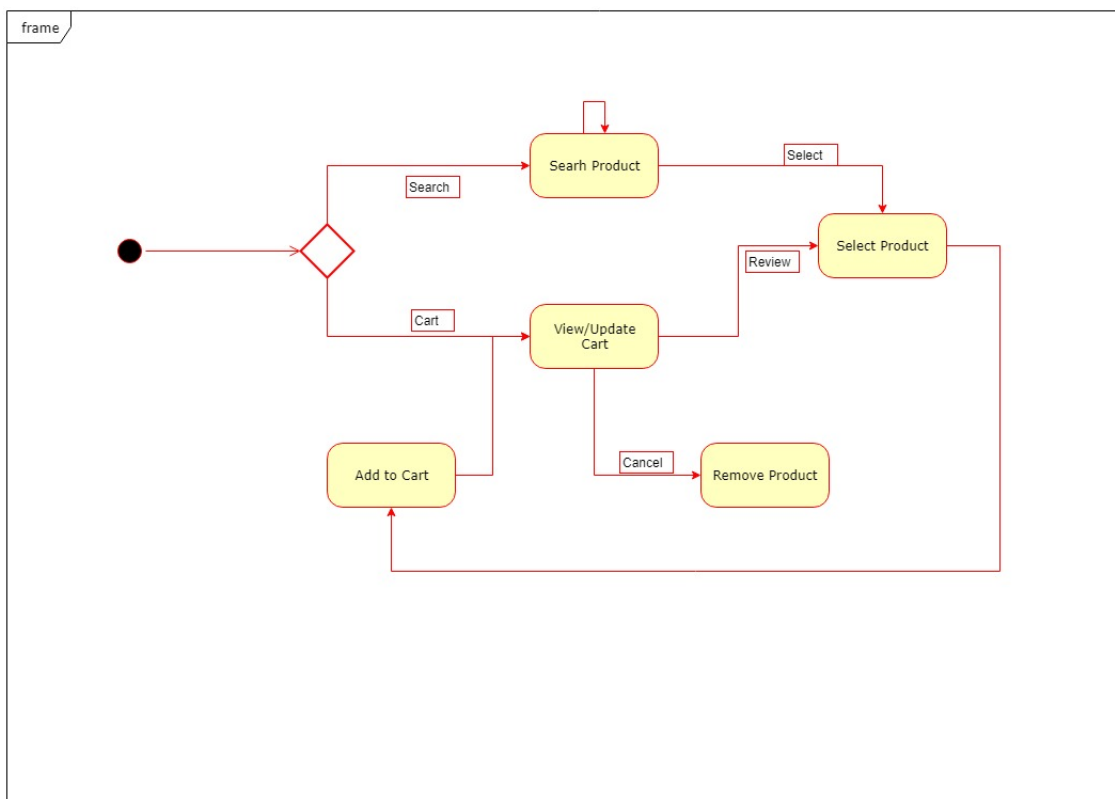 frame
Searh Product
Select
Search
Select Product
Review
Cart
View/Update
Cart
Add to Cart
Cancel
Remove Product